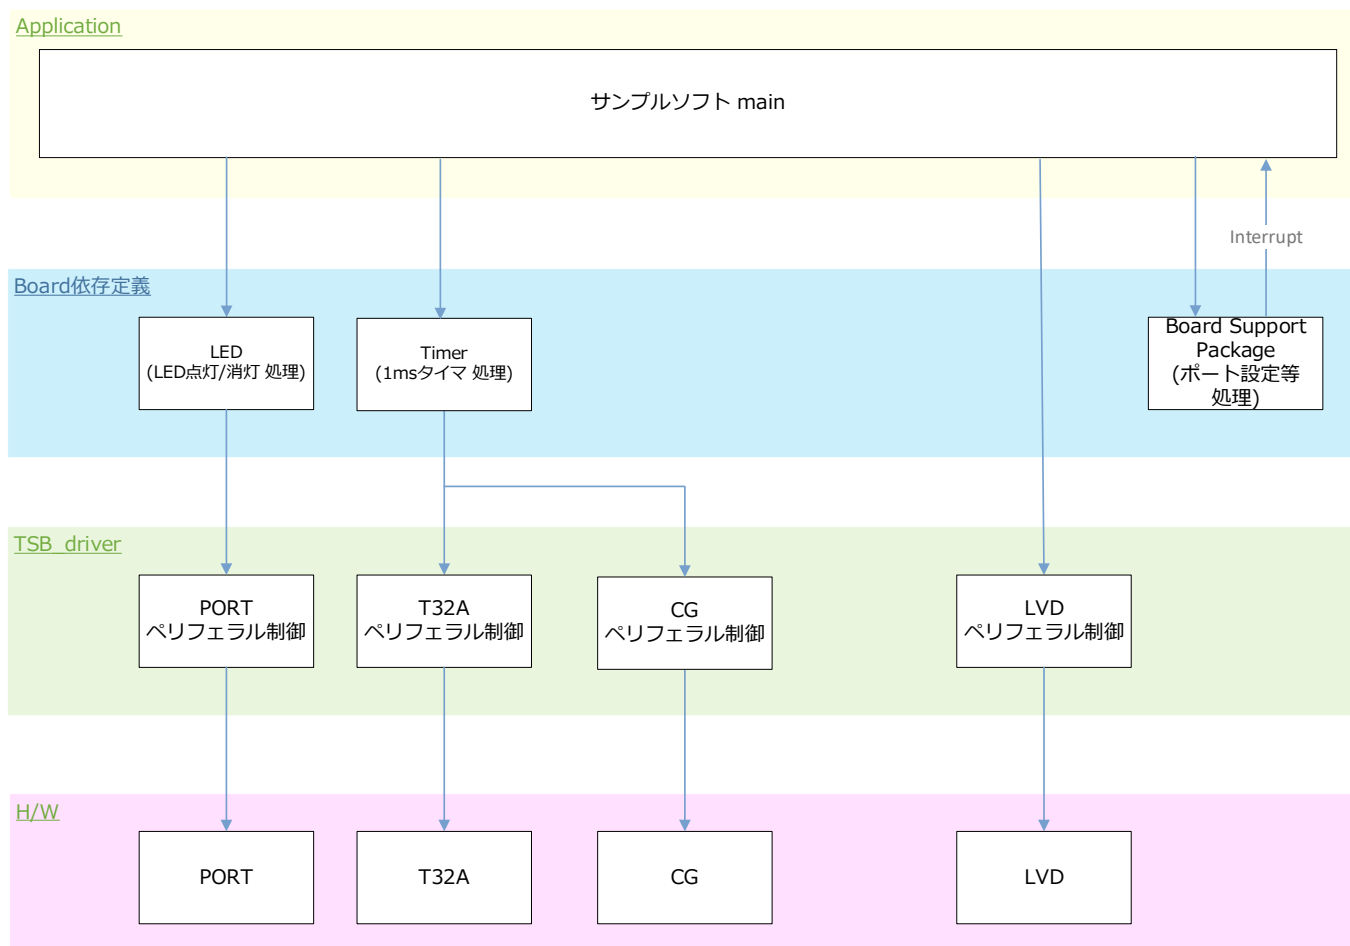 Application
サンプルソフト main
Interrupt
Board依存定義
LED
(LED点灯/消灯 処理)
Timer
(1msタイマ 処理)
Board Support
Package
(ポート設定等
処理)
TSB_driver
PORT
ペリフェラル制御
T32A
ペリフェラル制御
CG
ペリフェラル制御
LVD
ペリフェラル制御
H/W
PORT
T32A
CG
LVD